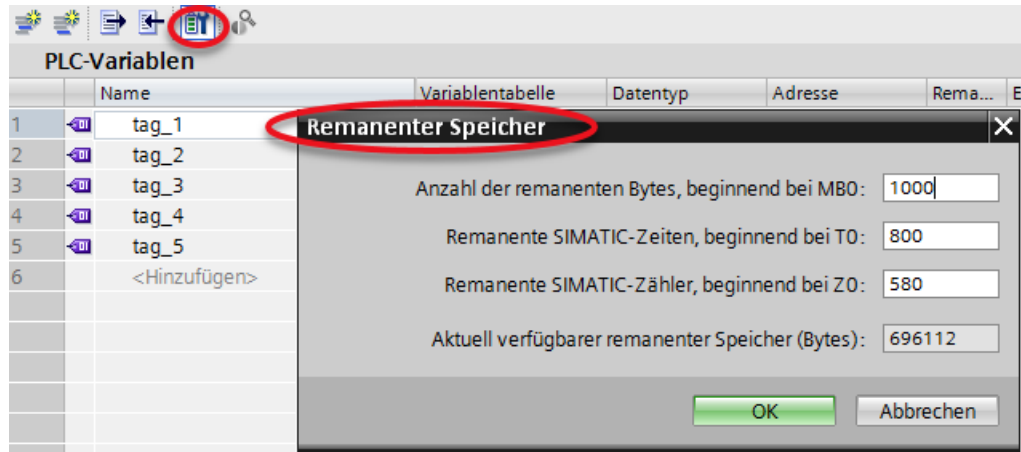 PLC-Variablen
Name Variablentabelle Datentyp Adresse Rema... E
1 tag_1
2 tag_2
3 tag_3
4 tag_4
5 tag_5
6 <Hinzufügen>
Remanenter Speicher
Anzahl der remanenten Bytes, beginnend bei MB0: 1000
Remanente SIMATIC-Zeiten, beginnend bei T0: 800
Remanente SIMATIC-Zähler, beginnend bei Z0: 580
Aktuell verfügbarer remanenter Speicher (Bytes): 696112
OK Abbrechen